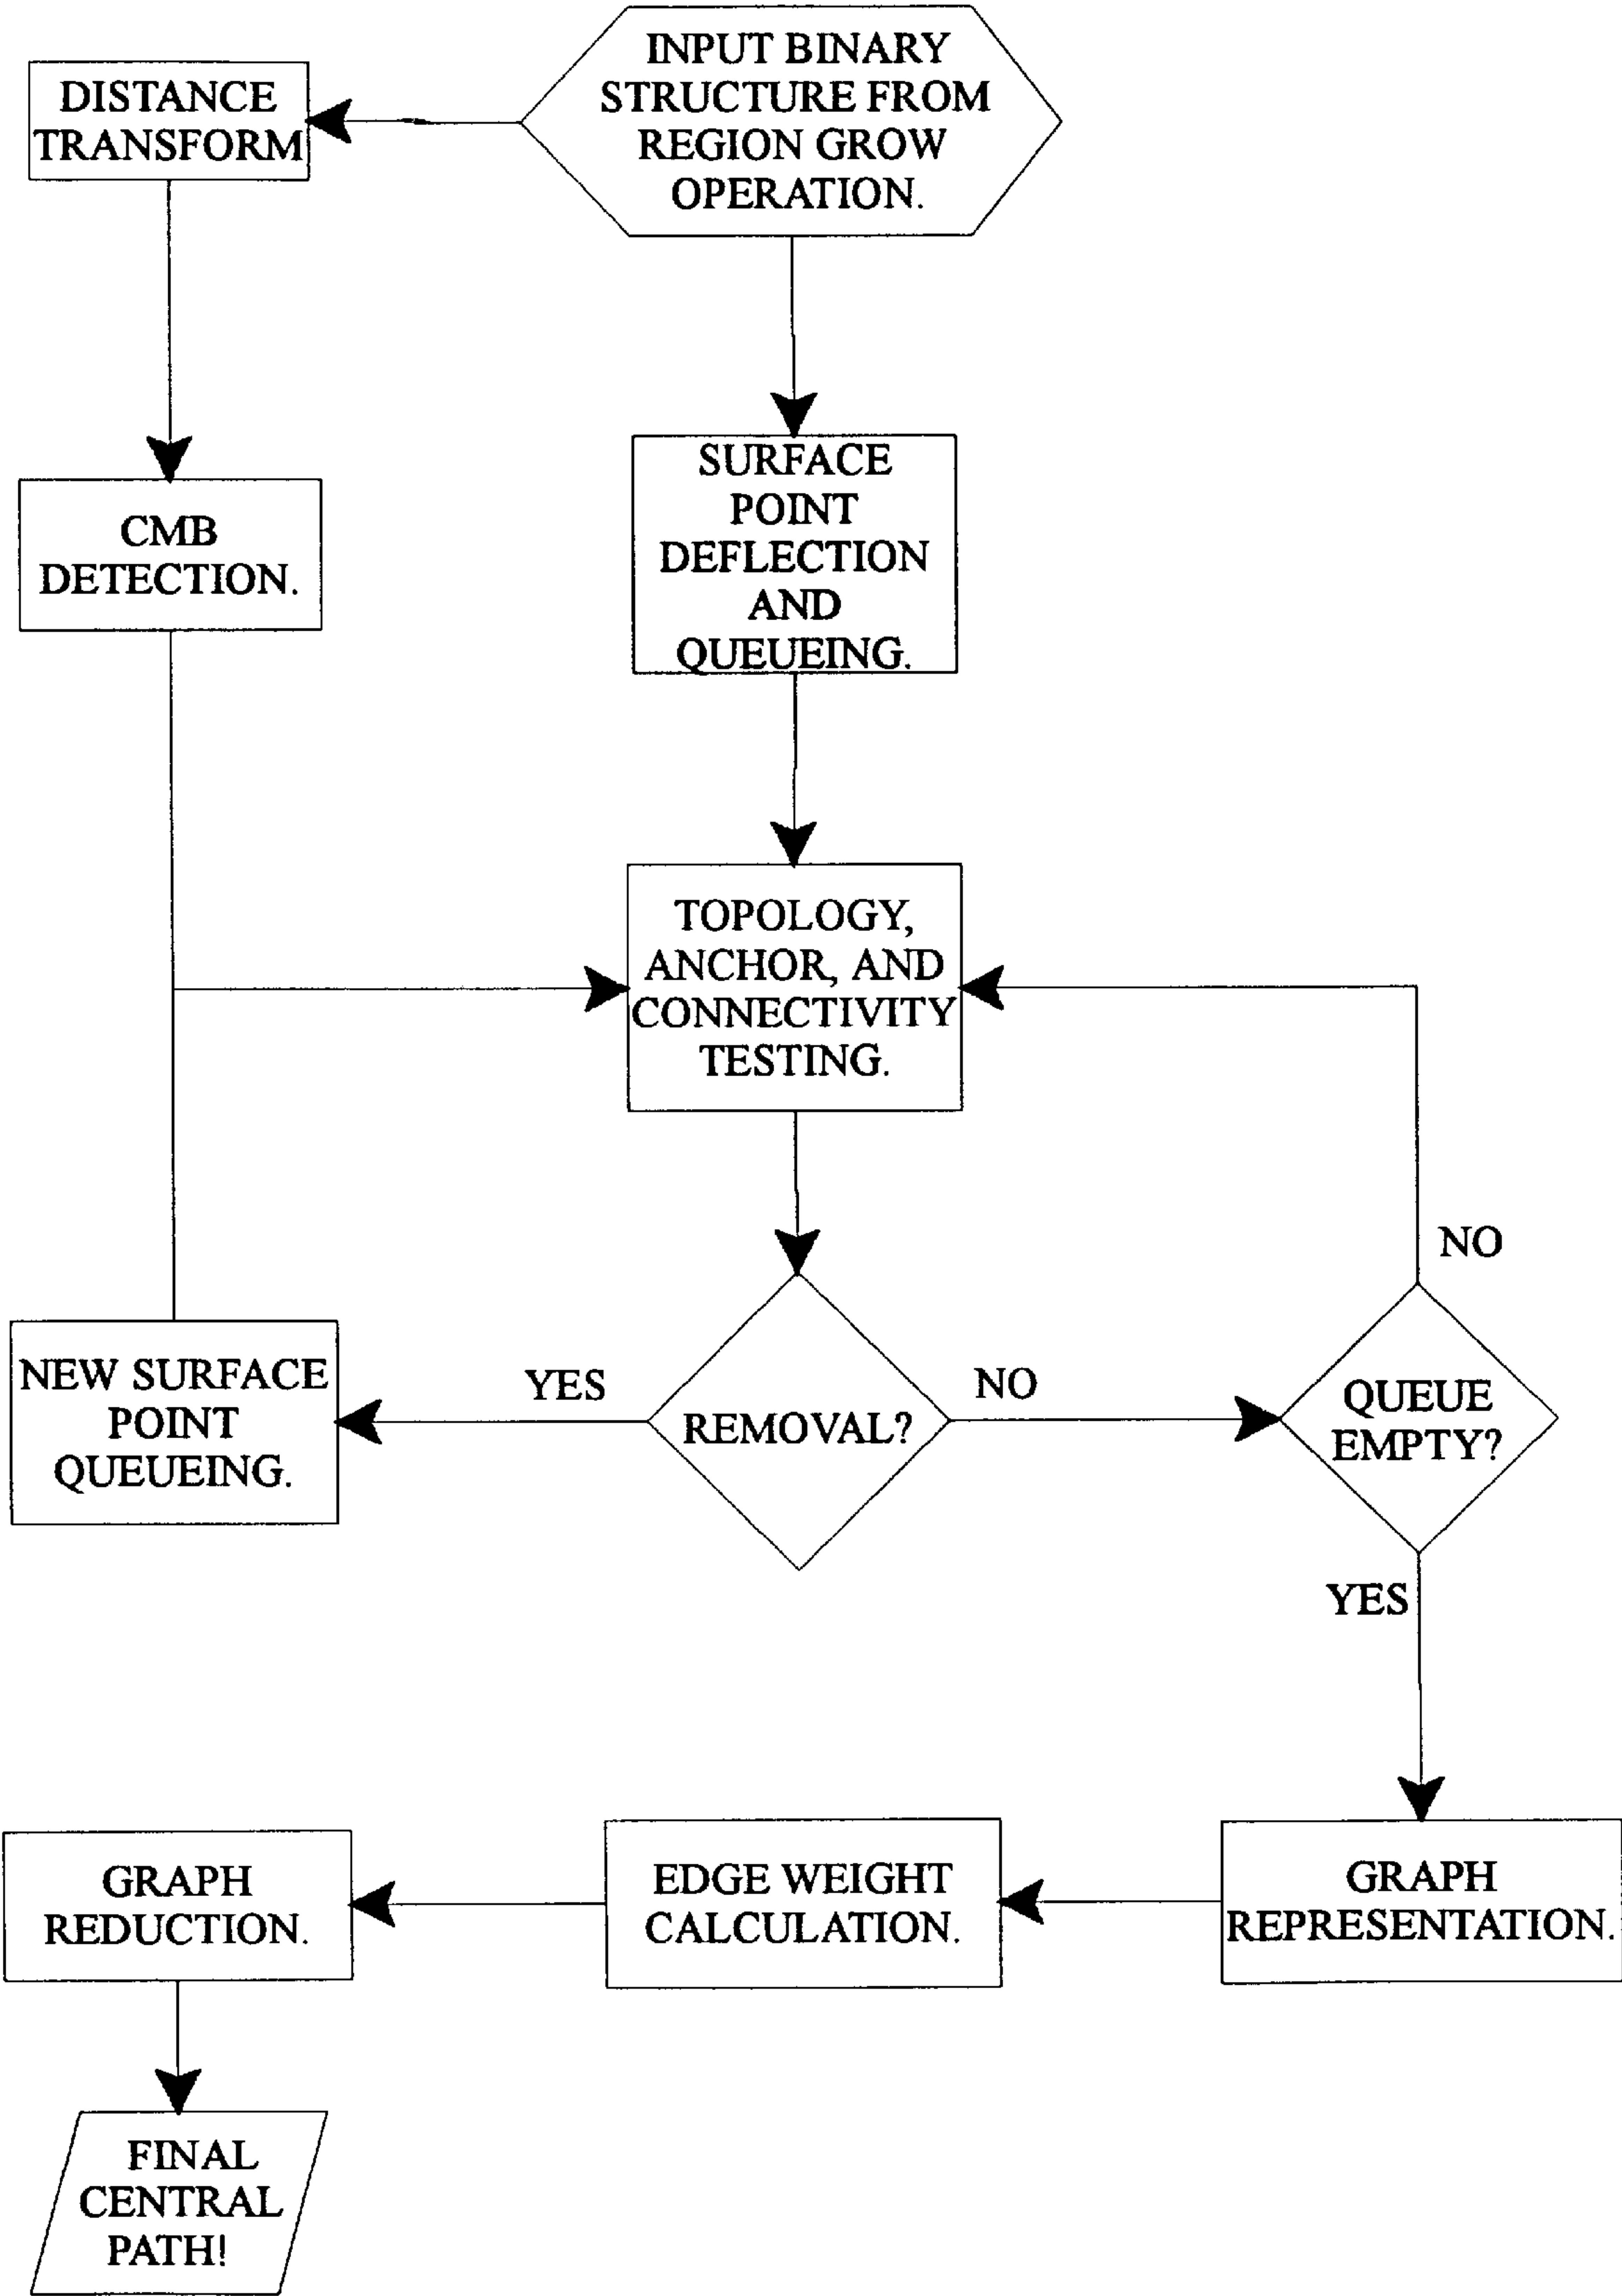 INPUT BINARY
STRUCTURE FROM
REGION GROW
OPERATION.
DISTANCE
TRANSFORM
CMB
DETECTION.
SURFACE
POINT
DEFLECTION
AND
QUEUEING.
TOPOLOGY,
ANCHOR, AND
CONNECTIVITY
TESTING.
NO
NEW SURFACE
POINT
QUEUEING.
YES
REMOVAL?
NO
QUEUE
EMPTY?
YES
GRAPH
REDUCTION.
EDGE WEIGHT
CALCULATION.
GRAPH
REPRESENTATION.
FINAL
CENTRAL
PATH!